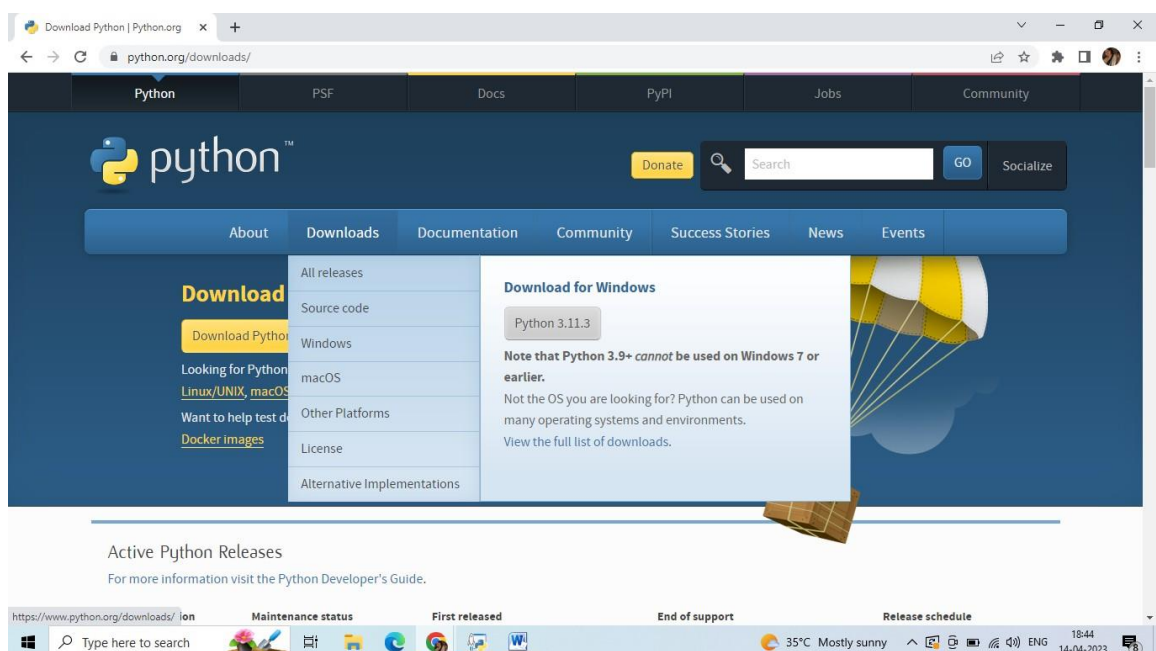 Download Python | Python.org
python.org/downloads/
Python PSF Docs PyPI Jobs Community
python™
Donate Search GO Socialize
About Downloads Documentation Community Success Stories News Events
All releases
Source code
Windows
macOS
Other Platforms
License
Alternative Implementations
Download for Windows
Python 3.11.3
Note that Python 3.9+ cannot be used on Windows 7 or
earlier.
Not the OS you are looking for? Python can be used on
many operating systems and environments.
View the full list of downloads.
Download
Download Python
Looking for Python
Linux/UNIX, macOS
Want to help test d
Docker images
Active Python Releases
For more information visit the Python Developer's Guide.
https://www.python.org/downloads/ ion Maintenance status First released End of support Release schedule
Type here to search 35°C Mostly sunny ENG 18:44
14-04-2023